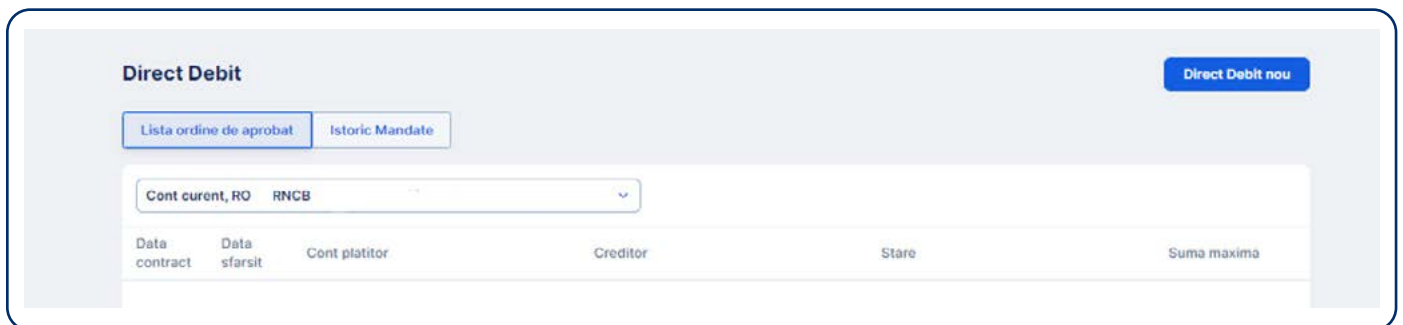 Direct Debit
Direct Debit nou
Lista ordine de aprobat
Istoric Mandate
Cont curent, RO RNCB
Data contract
Data sfarsit
Cont platitor
Creditor
Stare
Suma maxima